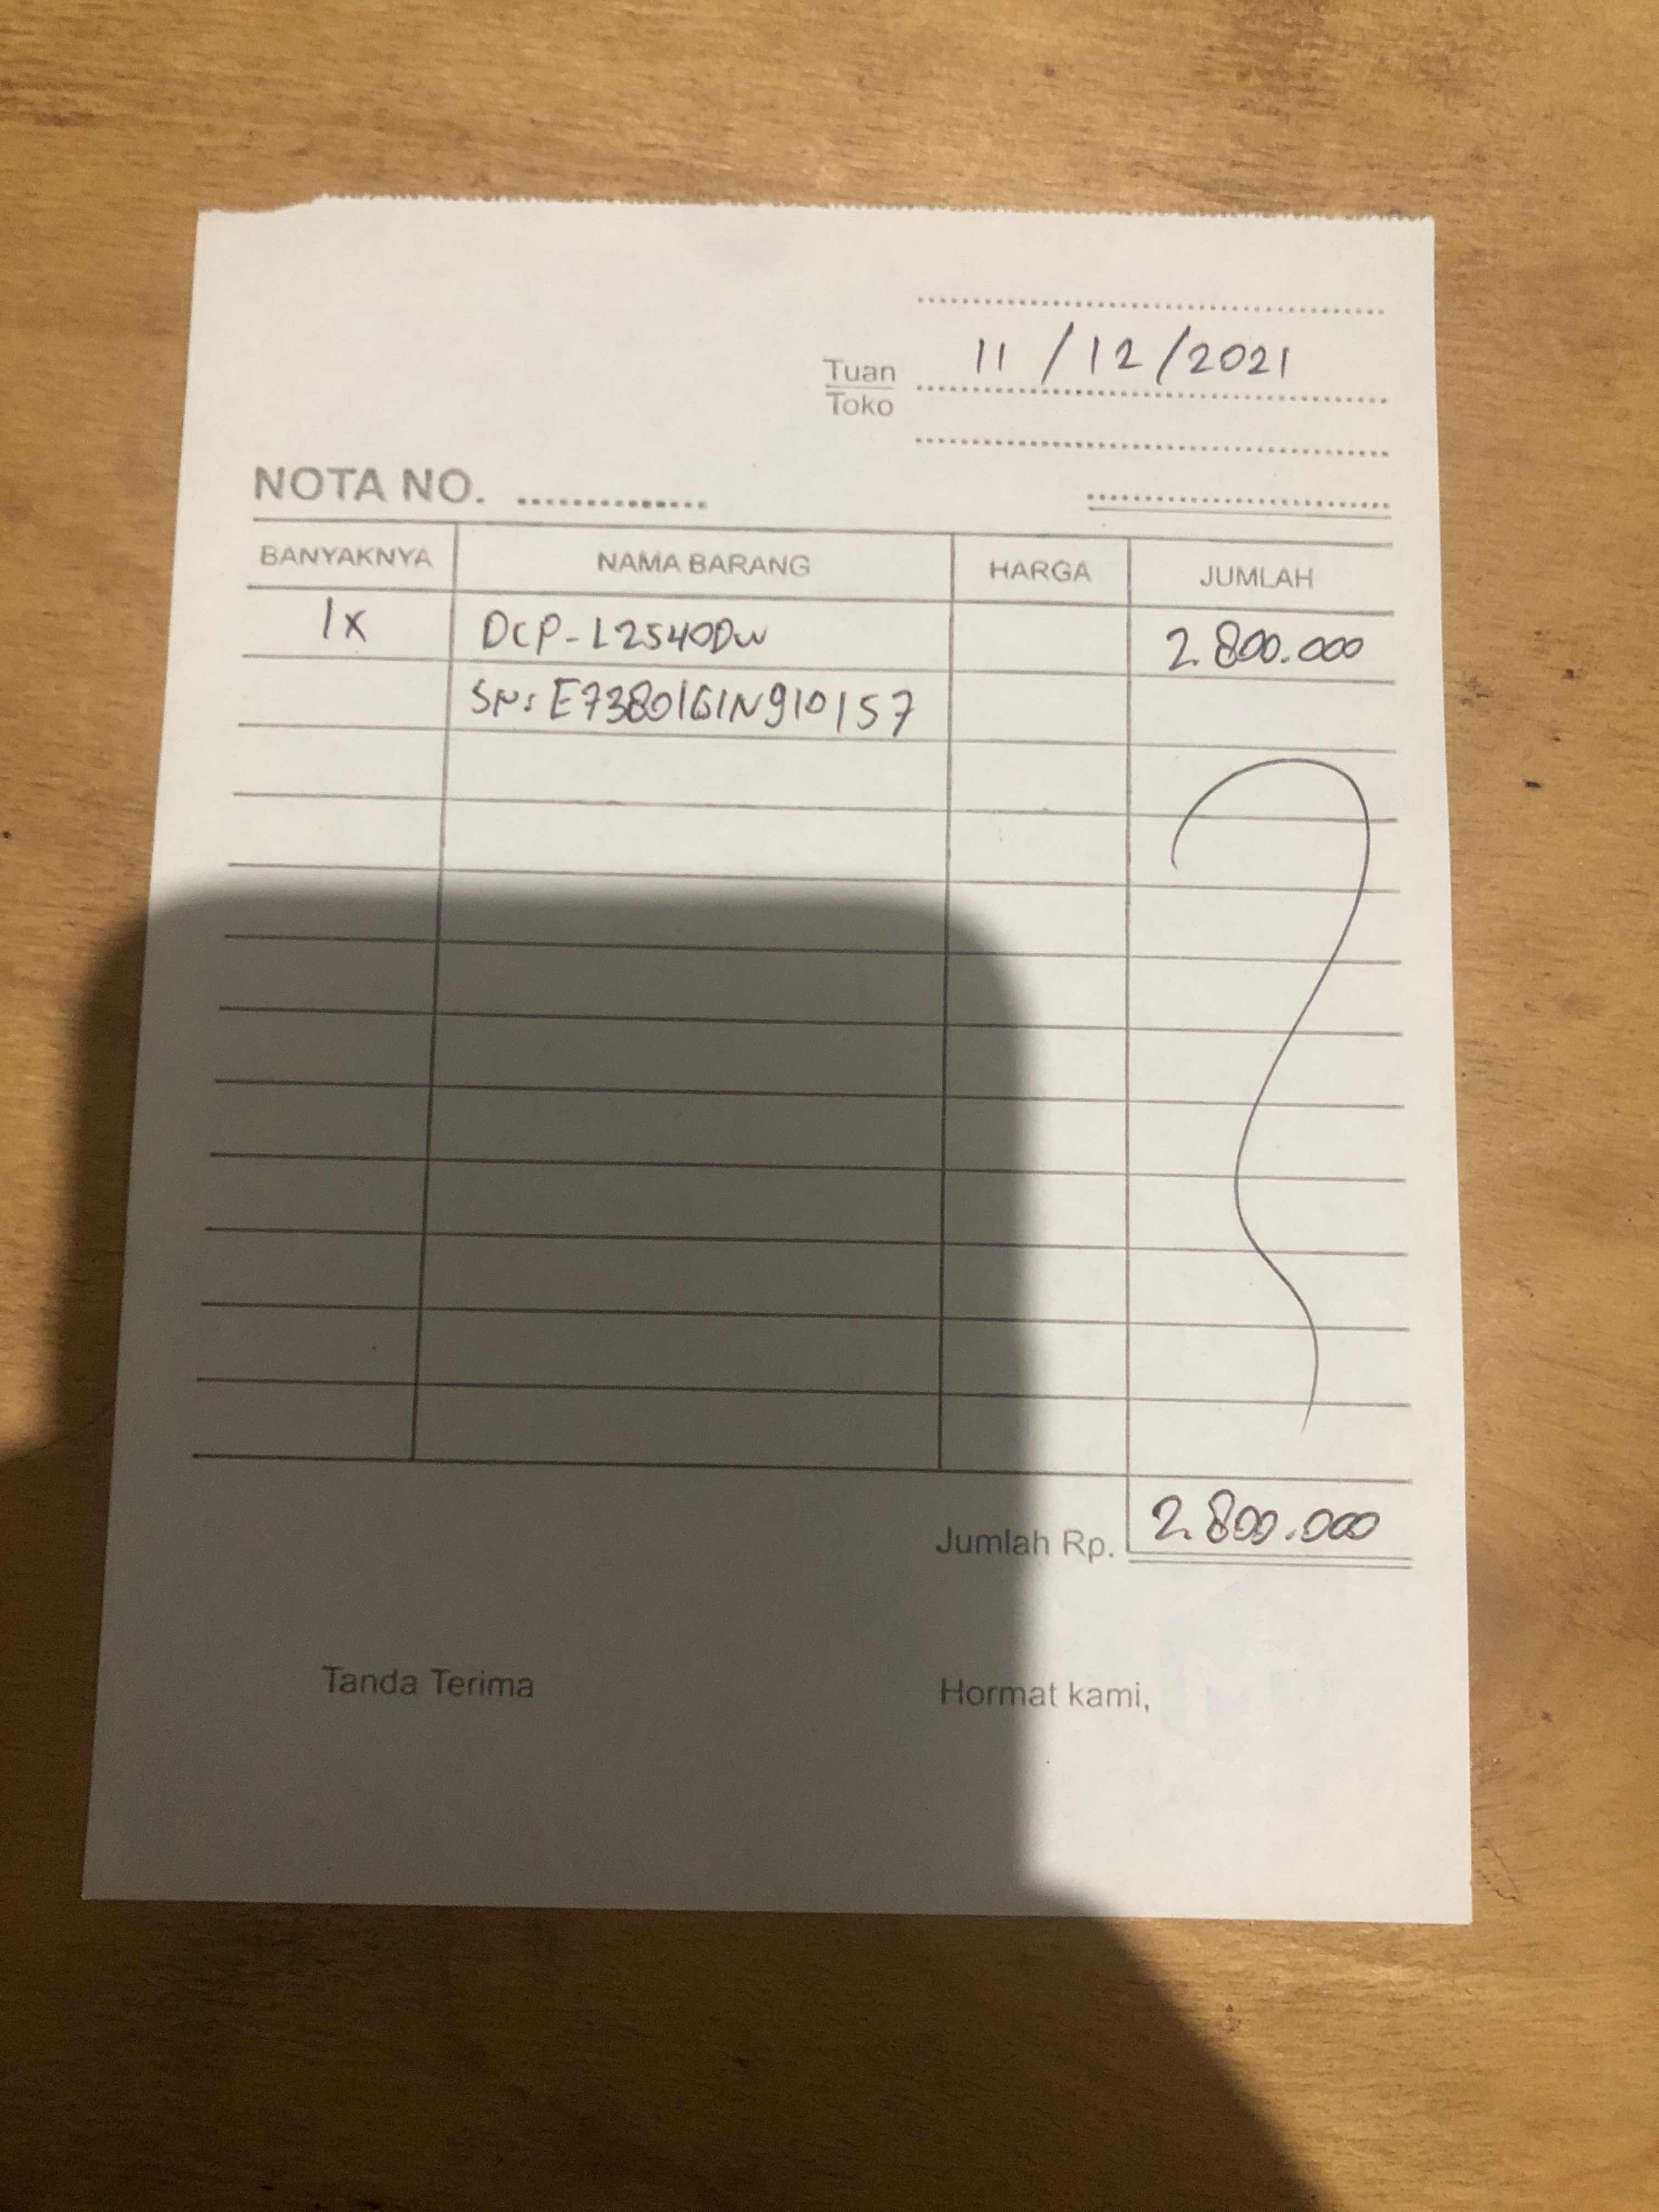 11/12/2021
Tuan
Toko
NOTA NO.
BANYAKNYA NAMA BARANG HARGA JUMLAH
1x DCP-L2540DW 2.800.000
SN: E73801G1N910157
Jumlah Rp. 2.800.000
Tanda Terima Hormat kami,